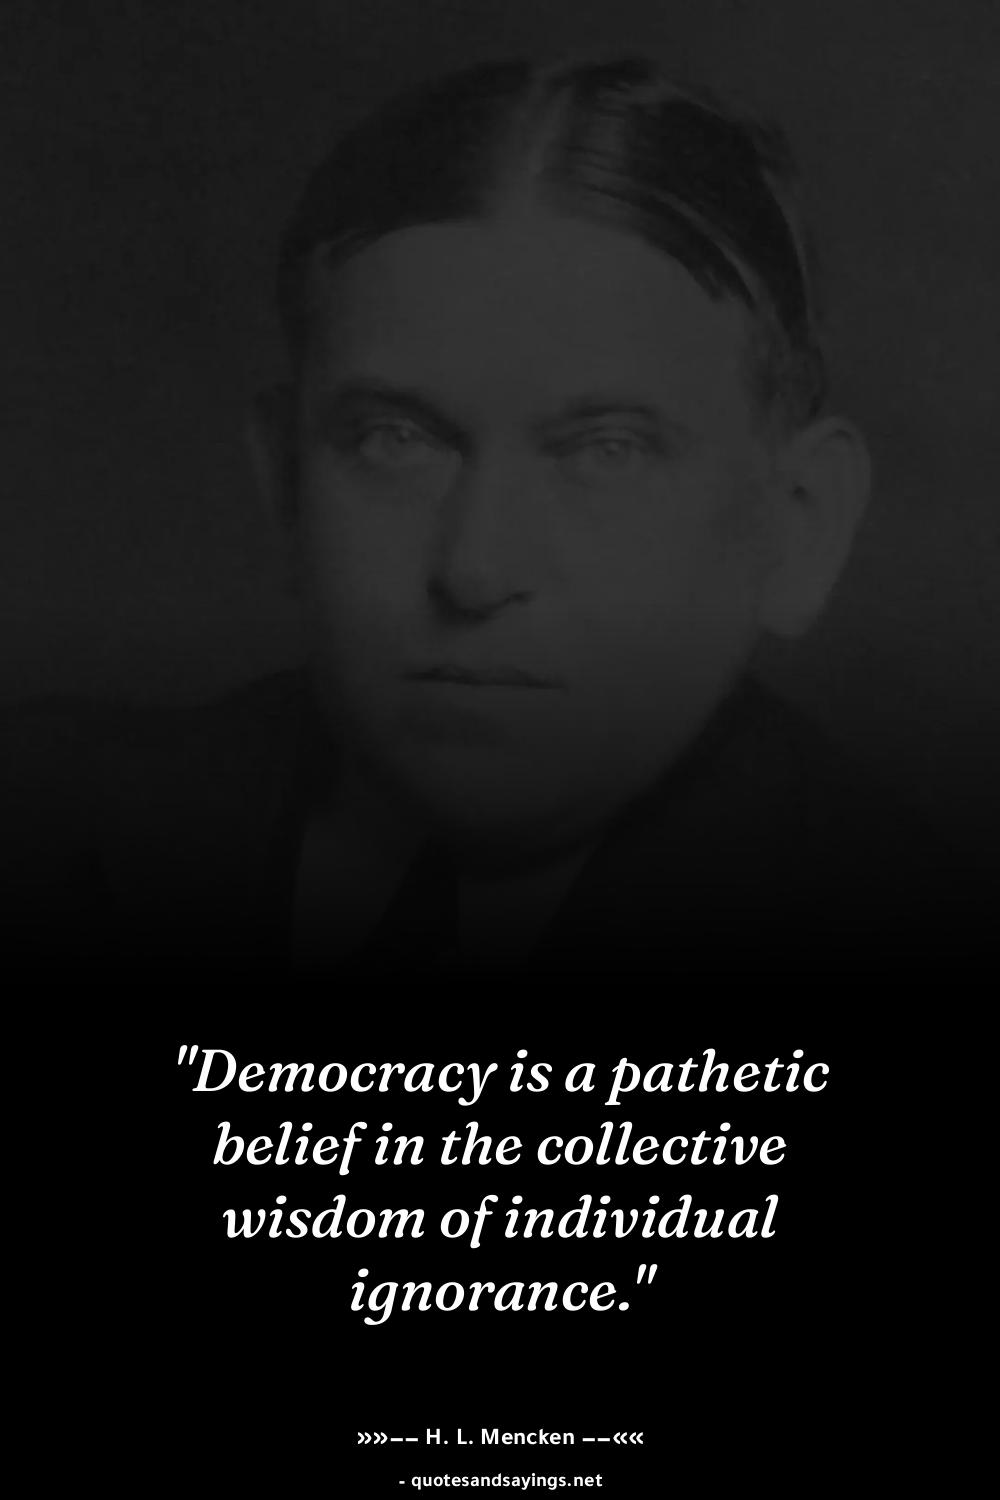 "Democracy is a pathetic
belief in the collective
wisdom of individual
ignorance."
»»–– H. L. Mencken ––««
- quotesandsayings.net